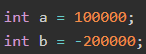 int a = 100000;
int b = -200000;